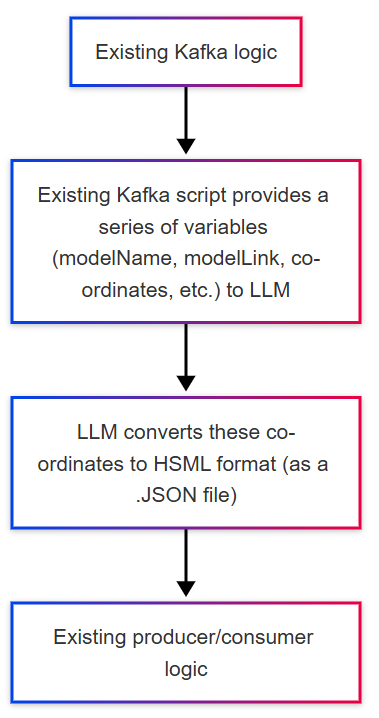 Existing Kafka logic
Existing Kafka script provides a
series of variables
(modelName, modelLink, co-
ordinates, etc.) to LLM
LLM converts these co-
ordinates to HSML format (as a
.JSON file)
Existing producer/consumer
logic